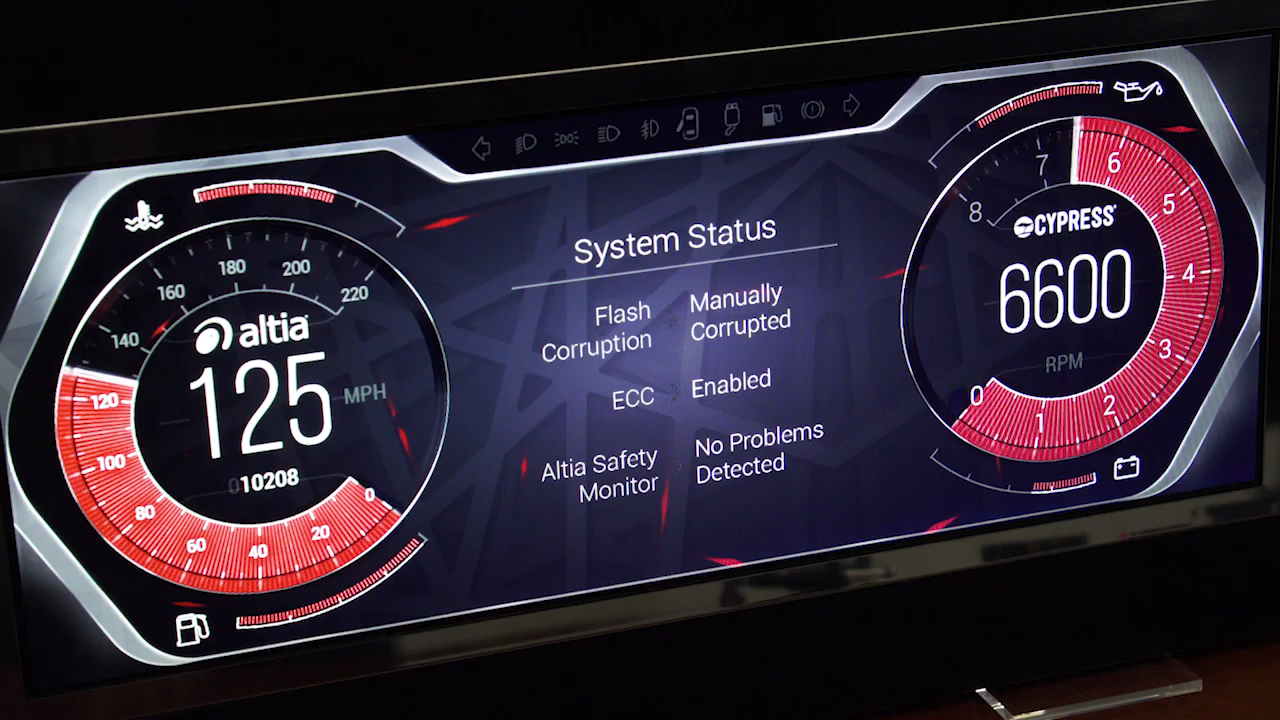 System Status
Flash
Corruption
Manually
Corrupted
ECC
Enabled
Altia Safety
Monitor
No Problems
Detected
altia
125
MPH
010208
0
20
40
60
80
100
120
140
160
180
200
220
CYPRESS
6600
RPM
0
1
2
3
4
5
6
7
8